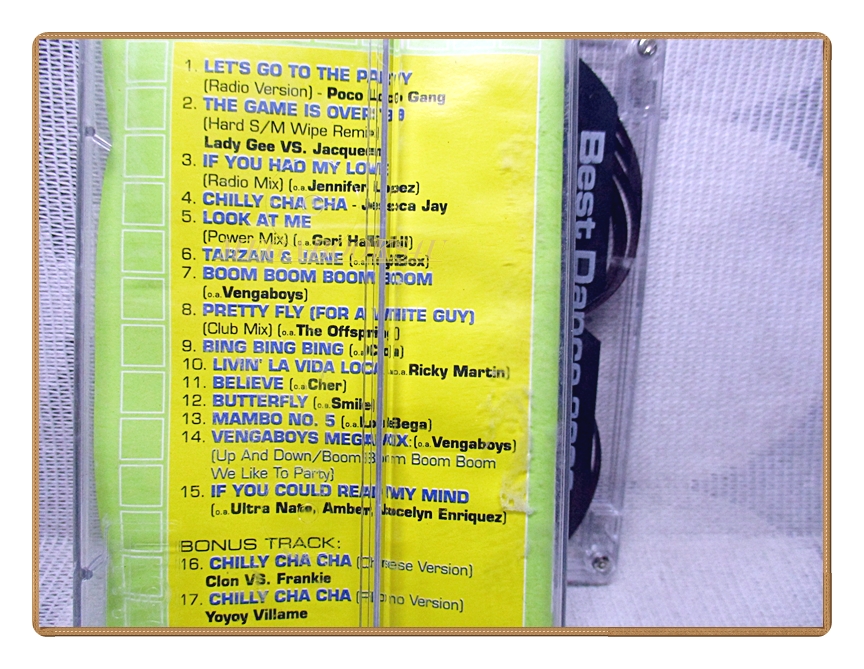 1. LET'S GO TO THE PARTY
(Radio Version) - Poco Loco Gang
2. THE GAME IS OVER '99
(Hard S/M Wipe Remix)
Lady Gee VS. Jacqueen
3. IF YOU HAD MY LOVE
(Radio Mix) (o.a.Jennifer Lopez)
4. CHILLY CHA CHA - Jessica Jay
5. LOOK AT ME
(Power Mix) (o.a.Geri Halliwell)
6. TARZAN & JANE (o.a.ToyBox)
7. BOOM BOOM BOOM BOOM
(o.a.Vengaboys)
8. PRETTY FLY (FOR A WHITE GUY)
(Club Mix) (o.a.The Offspring)
9. BING BING BING (o.a.
10. LIVIN' LA VIDA LOCA (o.a.Ricky Martin)
11. BELIEVE (o.a.Cher)
12. BUTTERFLY (o.a.Smile)
13. MAMBO NO. 5 (o.a.Lou Bega)
14. VENGABOYS MEGAMIX:(o.a.Vengaboys)
(Up And Down/Boom Boom Boom Boom
We Like To Party)
15. IF YOU COULD READ MY MIND
(o.a.Ultra Nate, Amber, Jocelyn Enriquez)
BONUS TRACK:
16. CHILLY CHA CHA (Chinese Version)
Clon VS. Frankie
17. CHILLY CHA CHA (Promo Version)
Yoyoy Villame
Best Dance